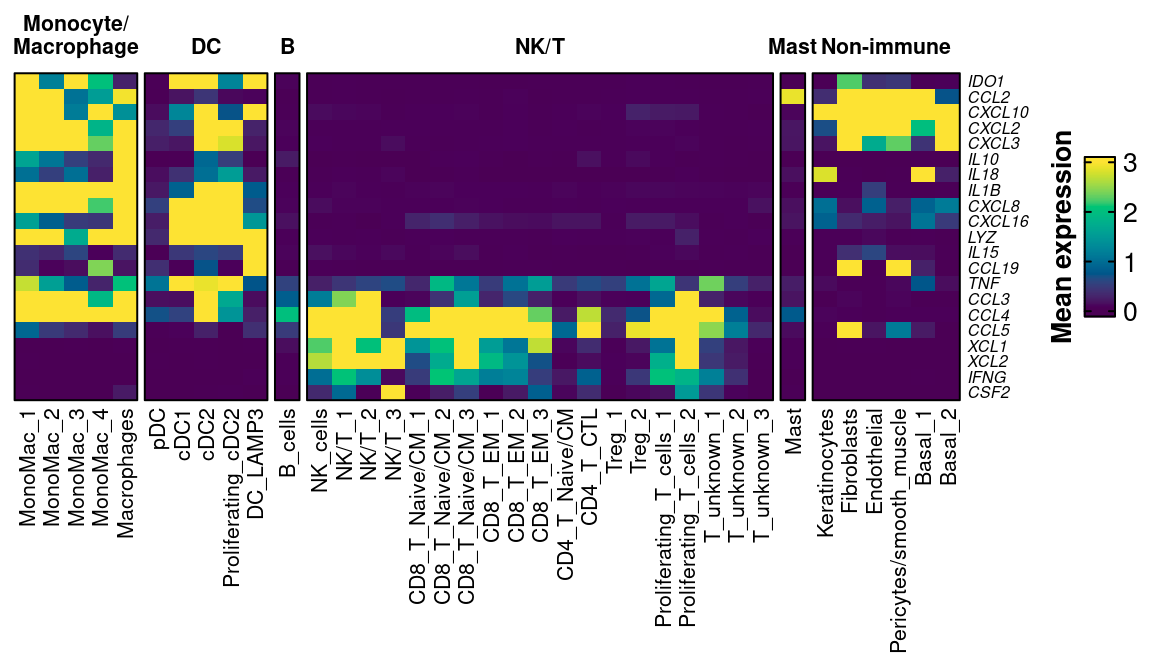 Monocyte/
Macrophage
DC
B
NK/T
Mast
Non-immune
IDO1
CCL2
CXCL10
CXCL2
CXCL3
IL10
IL18
IL1B
CXCL8
CXCL16
LYZ
IL15
CCL19
TNF
CCL3
CCL4
CCL5
XCL1
XCL2
IFNG
CSF2
Mean expression
3
2
1
0
MonoMac_1
MonoMac_2
MonoMac_3
MonoMac_4
Macrophages
pDC
cDC1
cDC2
Proliferating_cDC2
DC_LAMP3
B_cells
NK_cells
NK/T_1
NK/T_2
NK/T_3
CD8_T_Naive/CM_1
CD8_T_Naive/CM_2
CD8_T_Naive/CM_3
CD8_T_EM_1
CD8_T_EM_2
CD8_T_EM_3
CD4_T_Naive/CM
CD4_T_CTL
Treg_1
Treg_2
Proliferating_T_cells_1
Proliferating_T_cells_2
T_unknown_1
T_unknown_2
T_unknown_3
Mast
Keratinocytes
Fibroblasts
Endothelial
Pericytes/smooth_muscle
Basal_1
Basal_2